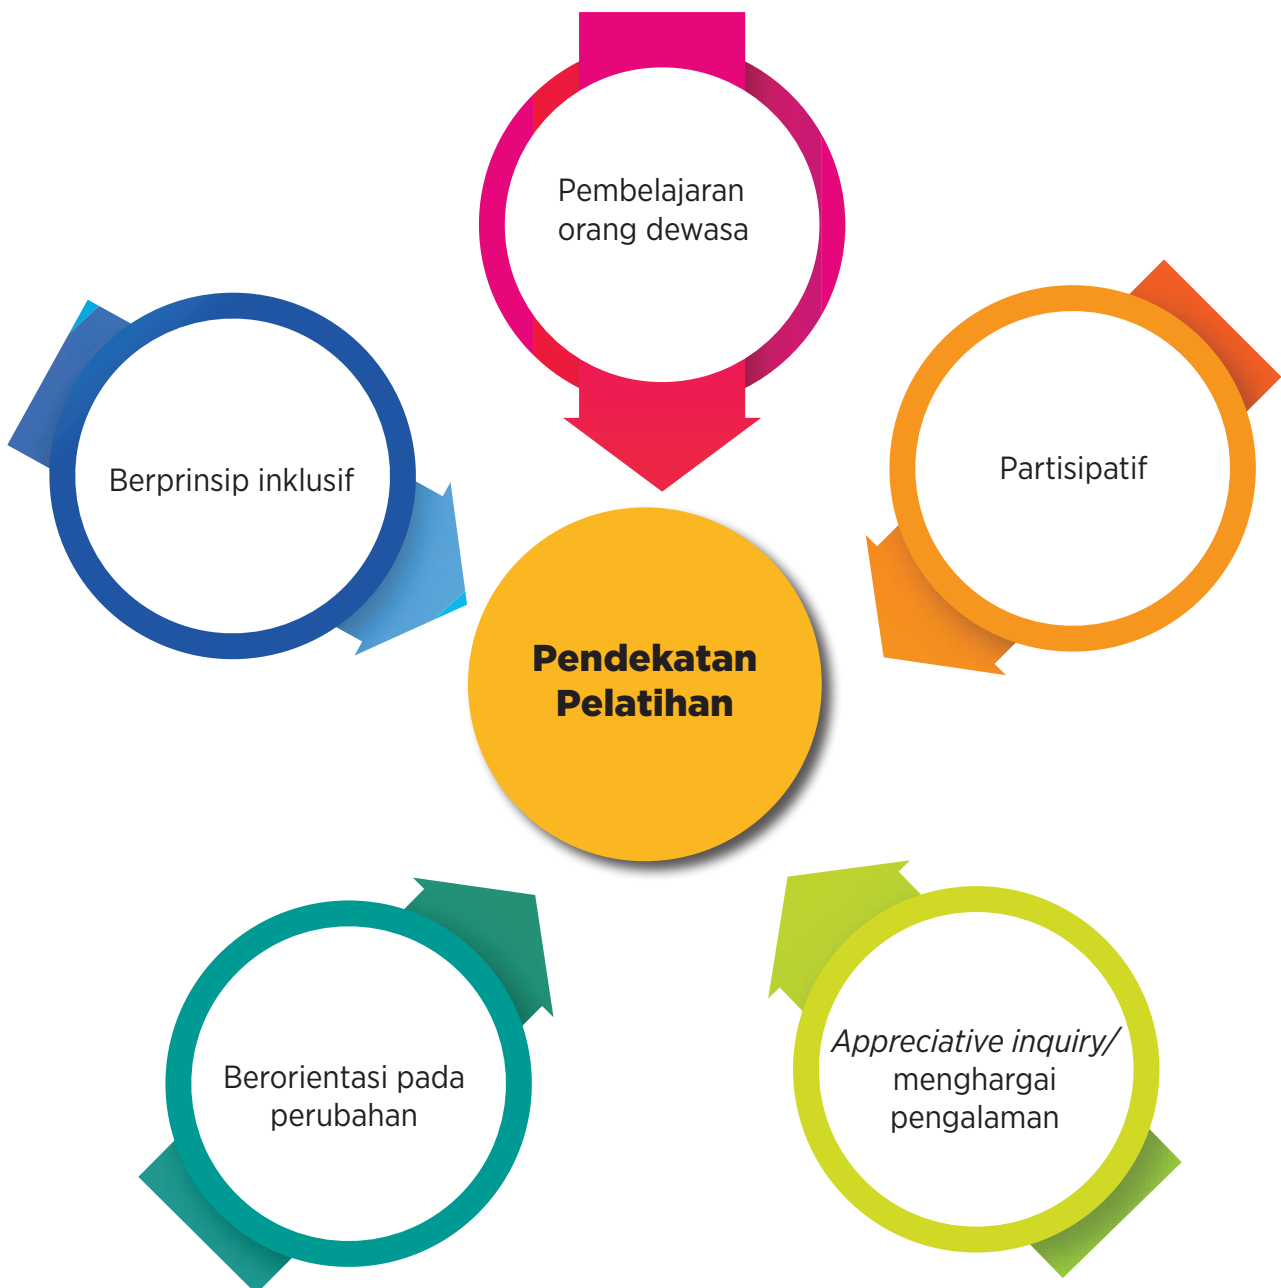 Pembelajaran
orang dewasa
Berprinsip inklusif
Partisipatif
Pendekatan
Pelatihan
Berorientasi pada
perubahan
Appreciative inquiry/
menghargai
pengalaman